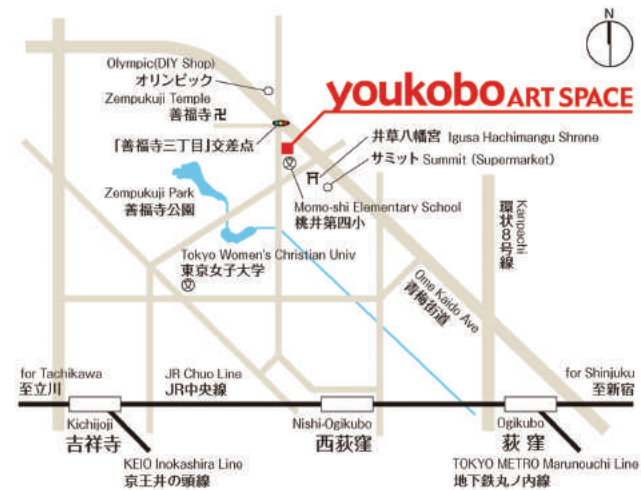 N
Olympic(DIY Shop)
オリンピック
Zempukuji Temple
善福寺卍
『善福寺三丁目』交差点
youkobo ART SPACE
井草八幡宮 Igusa Hachimangu Shrene
サミット Summit (Supermarket)
Zempukuji Park
善福寺公園
Momo-shi Elementary School
桃井第四小
文
Tokyo Women's Christian Univ
東京女子大学
文
Kanpachi
環状8号線
Ome Kaido Ave
青梅街道
for Tachikawa
至立川
JR Chuo Line
JR中央線
for Shinjuku
至新宿
Kichijoji
吉祥寺
Nishi-Ogikubo
西荻窪
Ogikubo
荻窪
KEIO Inokashira Line
京王井の頭線
TOKYO METRO Marunouchi Line
地下鉄丸ノ内線